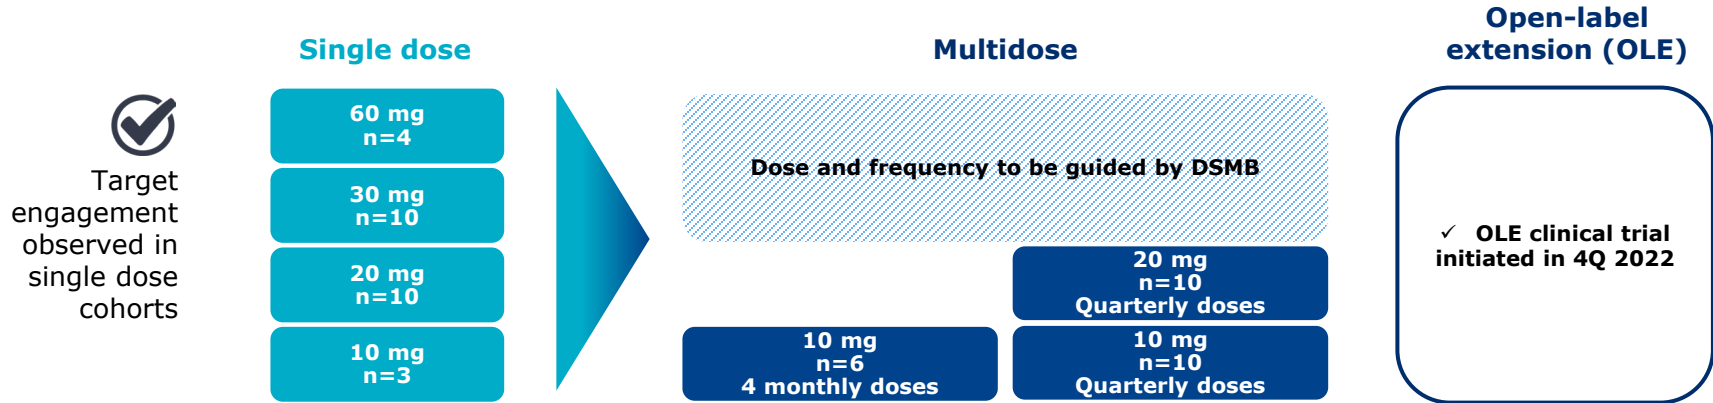 Single dose
Multidose
Open-label
extension (OLE)
Target
engagement
observed in
single dose
cohorts
60 mg
n=4
30 mg
n=10
20 mg
n=10
10 mg
n=3
Dose and frequency to be guided by DSMB
20 mg
n=10
Quarterly doses
10 mg
n=6
4 monthly doses
10 mg
n=10
Quarterly doses
✓ OLE clinical trial
initiated in 4Q 2022